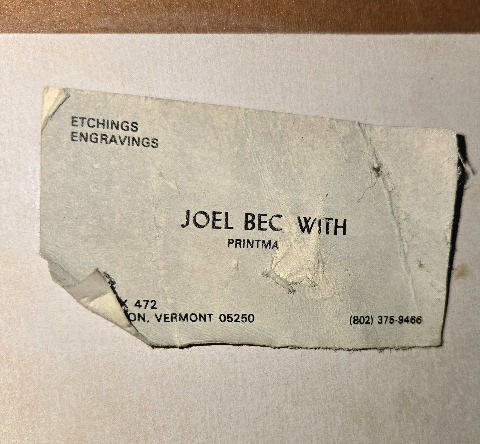 ETCHINGS
ENGRAVINGS
JOEL BEC WITH
PRINTMA
X 472
ON, VERMONT 05250
(802) 375-9466